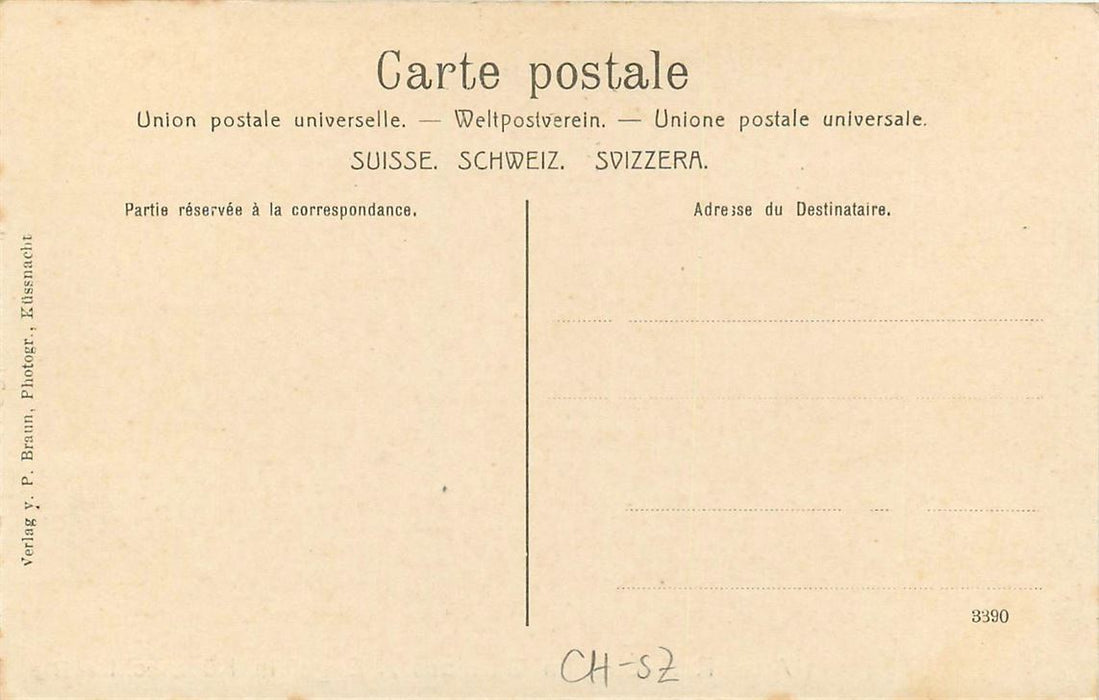 Carte postale
Union postale universelle. — Weltpostverein. — Unione postale universale.
SUISSE. SCHWEIZ. SVIZZERA.
Partie réservée à la correspondance.
Adresse du Destinataire.
Verlag v. P. Braun, Photogr., Küssnacht
3390
CH-SZ